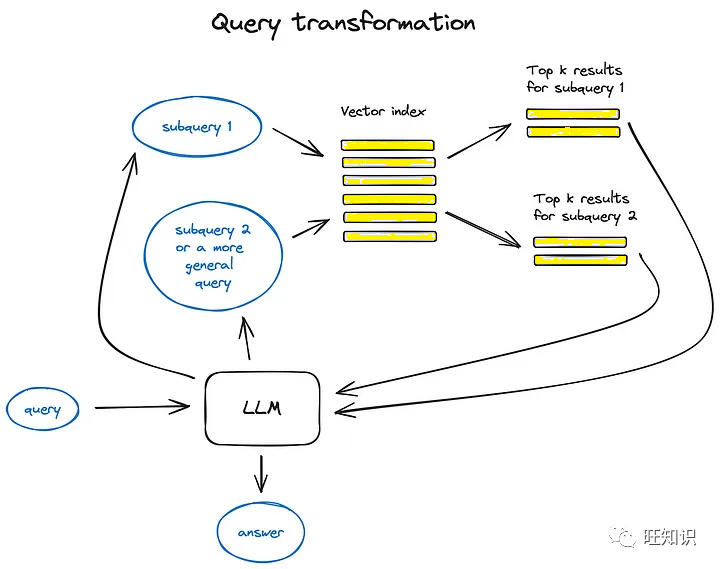 Query transformation
Top k results
for subquery 1
Vector index
subquery 1
Top k results
for subquery 2
subquery 2
or a more
general
query
LLM
query
answer
旺知识